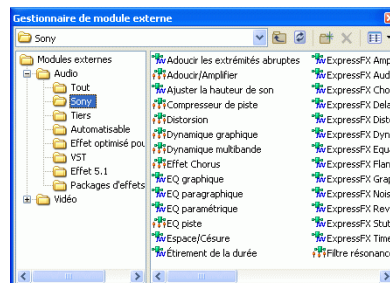 Gestionnaire de module externe
Sony
Modules externes
Audio
Tout
Sony
Tiers
Automatisable
Effet optimisé pou
VST
Effet 5.1
Packages d'effets
Vidéo
Adoucir les extrémités abruptes
Adoucir/Amplifier
Ajuster la hauteur de son
Compresseur de piste
Distorsion
Dynamique graphique
Dynamique multibande
Effet Chorus
EQ graphique
EQ paragraphique
EQ paramétrique
EQ piste
Espace/Césure
Étirement de la durée
ExpressFX Amp
ExpressFX Aud
ExpressFX Cho
ExpressFX Dela
ExpressFX Disto
ExpressFX Dyn
ExpressFX Equa
ExpressFX Flan
ExpressFX Grap
ExpressFX Nois
ExpressFX Rev
ExpressFX Stut
ExpressFX Time
Filtre résonanc